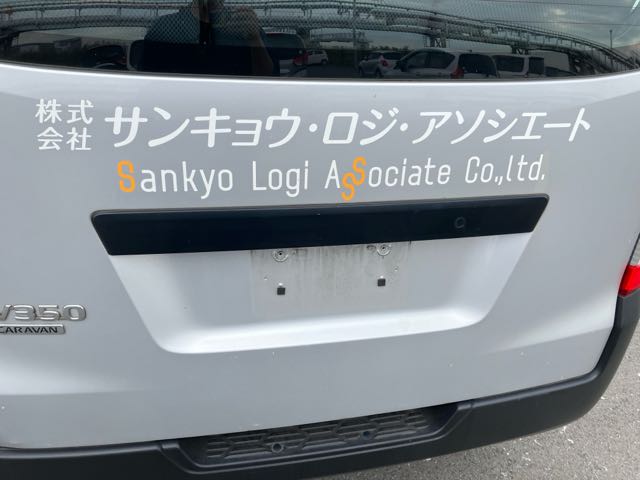 株式会社 サンキョウ・ロジ・アソシエート
Sankyo Logi ASSociate Co.,ltd.
V350
CARAVAN